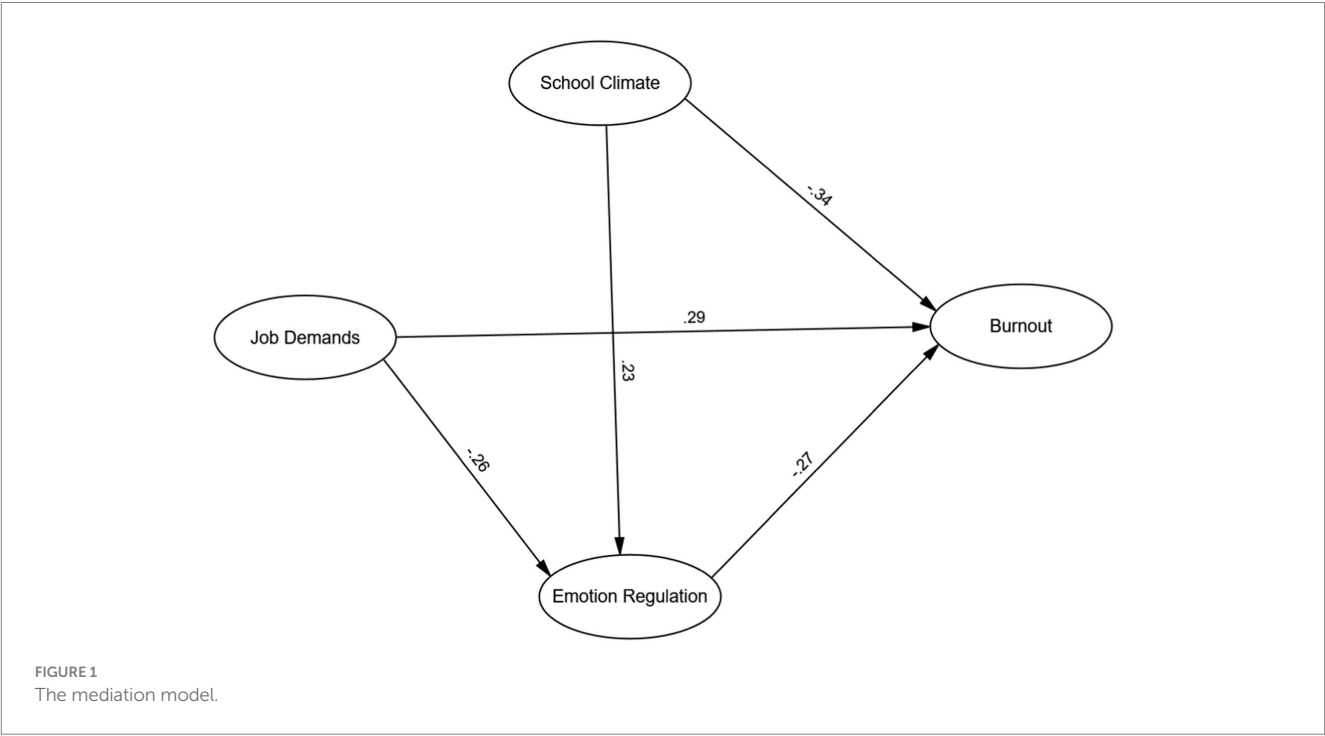 School Climate
-.34
.29
Job Demands
Burnout
.23
-.26
-.27
Emotion Regulation
FIGURE 1
The mediation model.